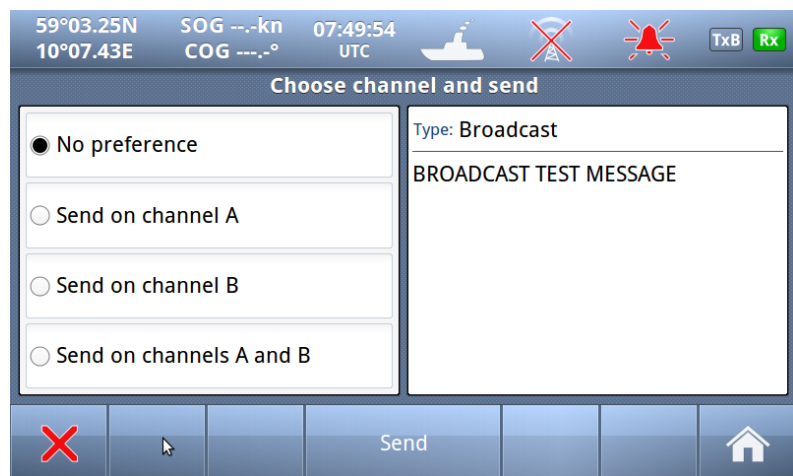 59°03.25N SOG --.-kn 07:49:54
10°07.43E COG ---.-° UTC
TxB Rx
Choose channel and send
No preference
Send on channel A
Send on channel B
Send on channels A and B
Type: Broadcast
BROADCAST TEST MESSAGE
Send